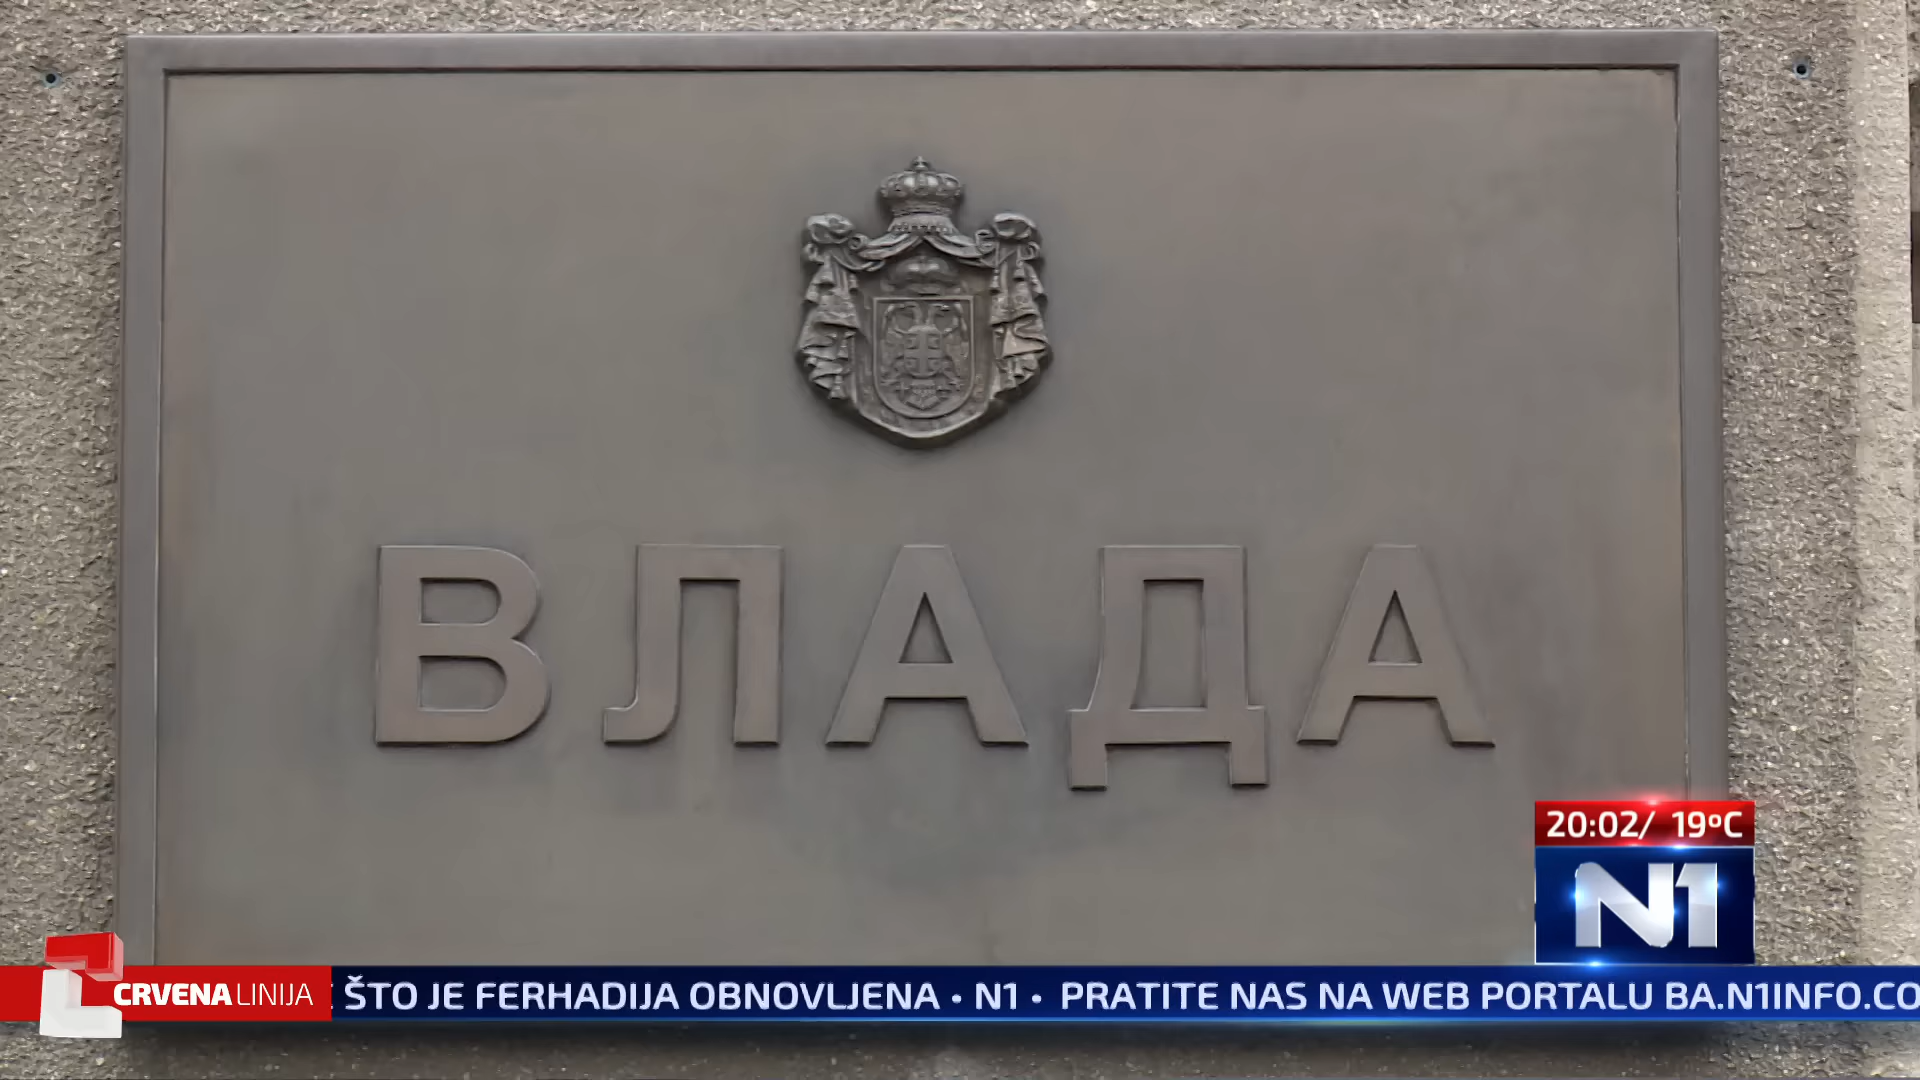 ВЛАДА
20:02/ 19ºC
N1
CRVENA LINIJA
ŠTO JE FERHADIJA OBNOVLJENA • N1 • PRATITE NAS NA WEB PORTALU BA.N1INFO.CO